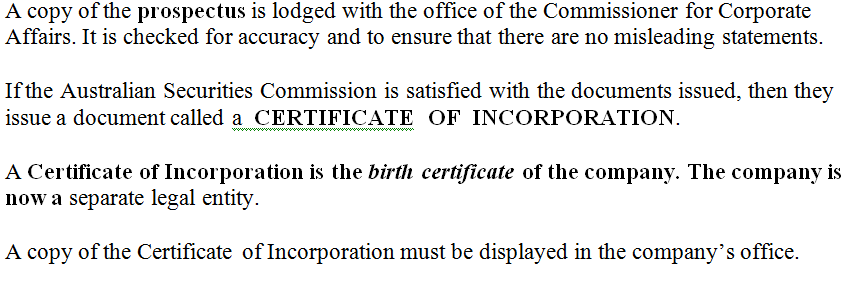 A copy of the prospectus is lodged with the office of the Commissioner for Corporate
Affairs. It is checked for accuracy and to ensure that there are no misleading statements.
If the Australian Securities Commission is satisfied with the documents issued, then they
issue a document called a CERTIFICATE OF INCORPORATION.
A Certificate of Incorporation is the birth certificate of the company. The company is
now a separate legal entity.
A copy of the Certificate of Incorporation must be displayed in the company’s office.